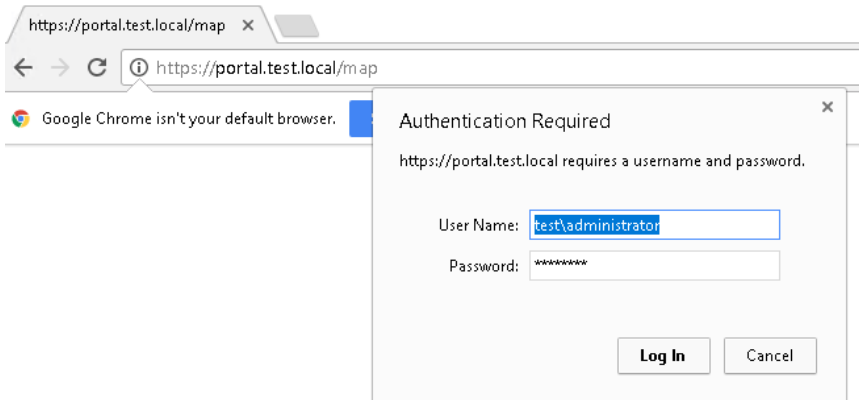 https://portal.test.local/map
https://portal.test.local/map
Google Chrome isn't your default browser.
Authentication Required
https://portal.test.local requires a username and password.
User Name: test\administrator
Password: ********
Log In Cancel